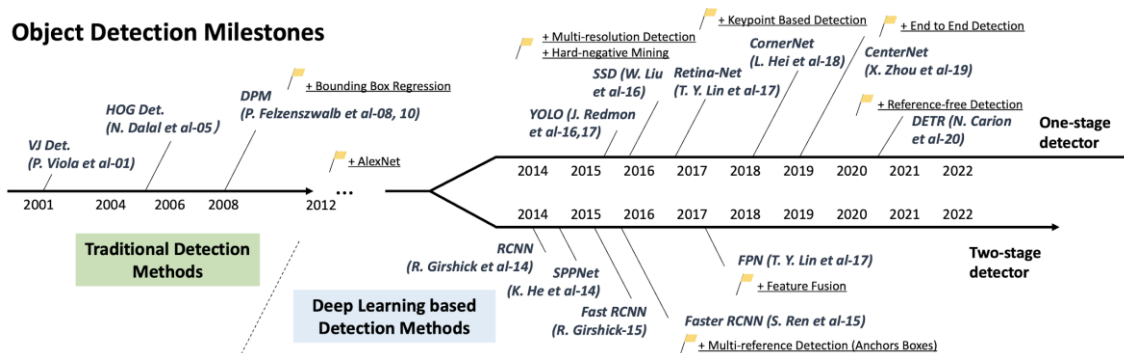 Object Detection Milestones
+ Multi-resolution Detection
+ Hard-negative Mining
+ Keypoint Based Detection
+ End to End Detection
+ Bounding Box Regression
+ Reference-free Detection
+ AlexNet
VJ Det.
(P. Viola et al-01)
HOG Det.
(N. Dalal et al-05)
DPM
(P. Felzenszwalb et al-08, 10)
YOLO (J. Redmon
et al-16,17)
SSD (W. Liu
et al-16)
Retina-Net
(T. Y. Lin et al-17)
CornerNet
(L. Hei et al-18)
CenterNet
(X. Zhou et al-19)
DETR (N. Carion
et al-20)
One-stage
detector
2001 2004 2006 2008 2012 ...
2014 2015 2016 2017 2018 2019 2020 2021 2022
2014 2015 2016 2017 2018 2019 2020 2021 2022
Two-stage
detector
Traditional Detection
Methods
Deep Learning based
Detection Methods
RCNN
(R. Girshick et al-14)
SPPNet
(K. He et al-14)
Fast RCNN
(R. Girshick-15)
Faster RCNN (S. Ren et al-15)
+ Multi-reference Detection (Anchors Boxes)
FPN (T. Y. Lin et al-17)
+ Feature Fusion